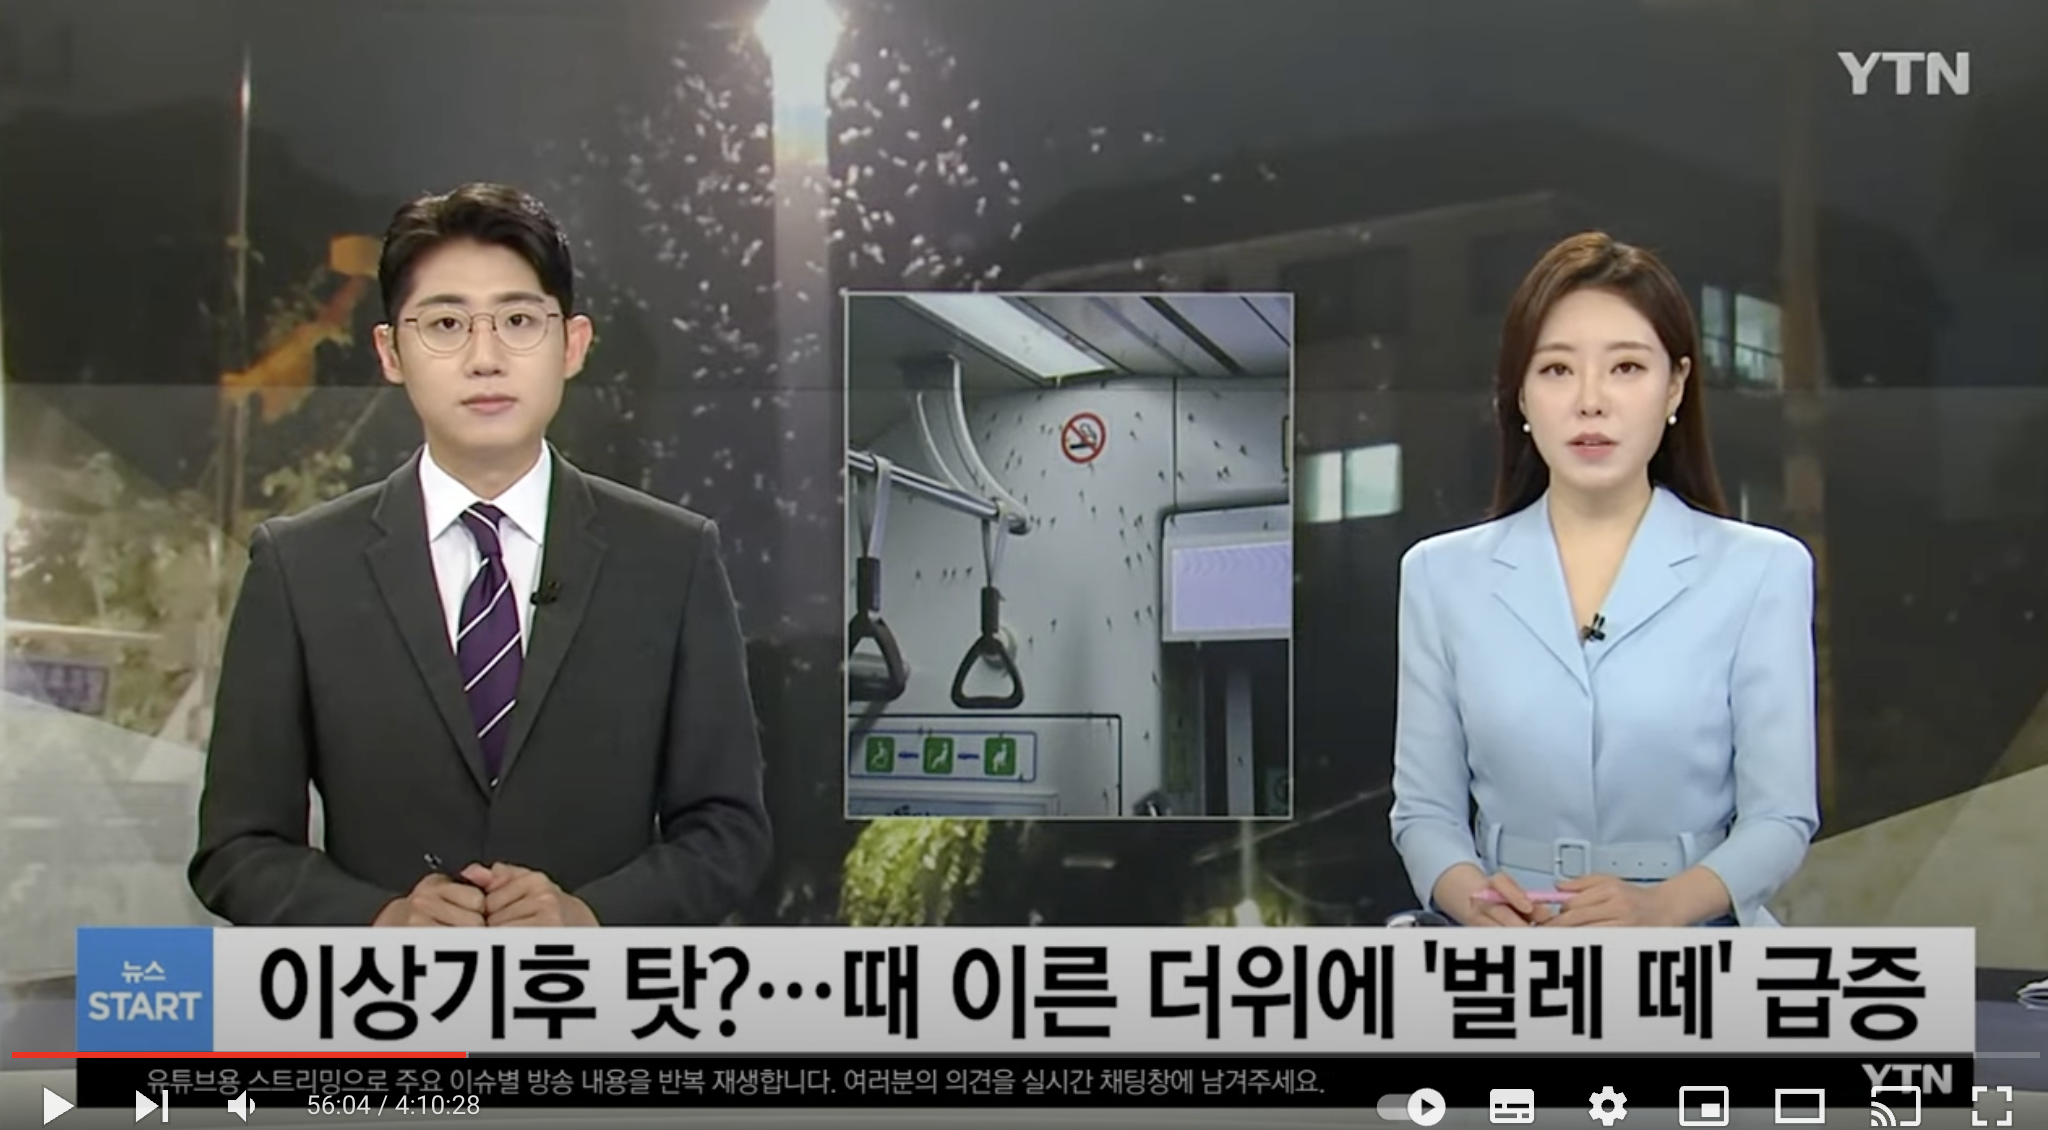 YTN
뉴스
START
이상기후 탓?…때 이른 더위에 '벌레 떼' 급증
유튜브용 스트리밍으로 주요 이슈별 방송 내용을 반복 재생합니다. 여러분의 의견을 실시간 채팅창에 남겨주세요.
YTN
56:04 / 4:10:28